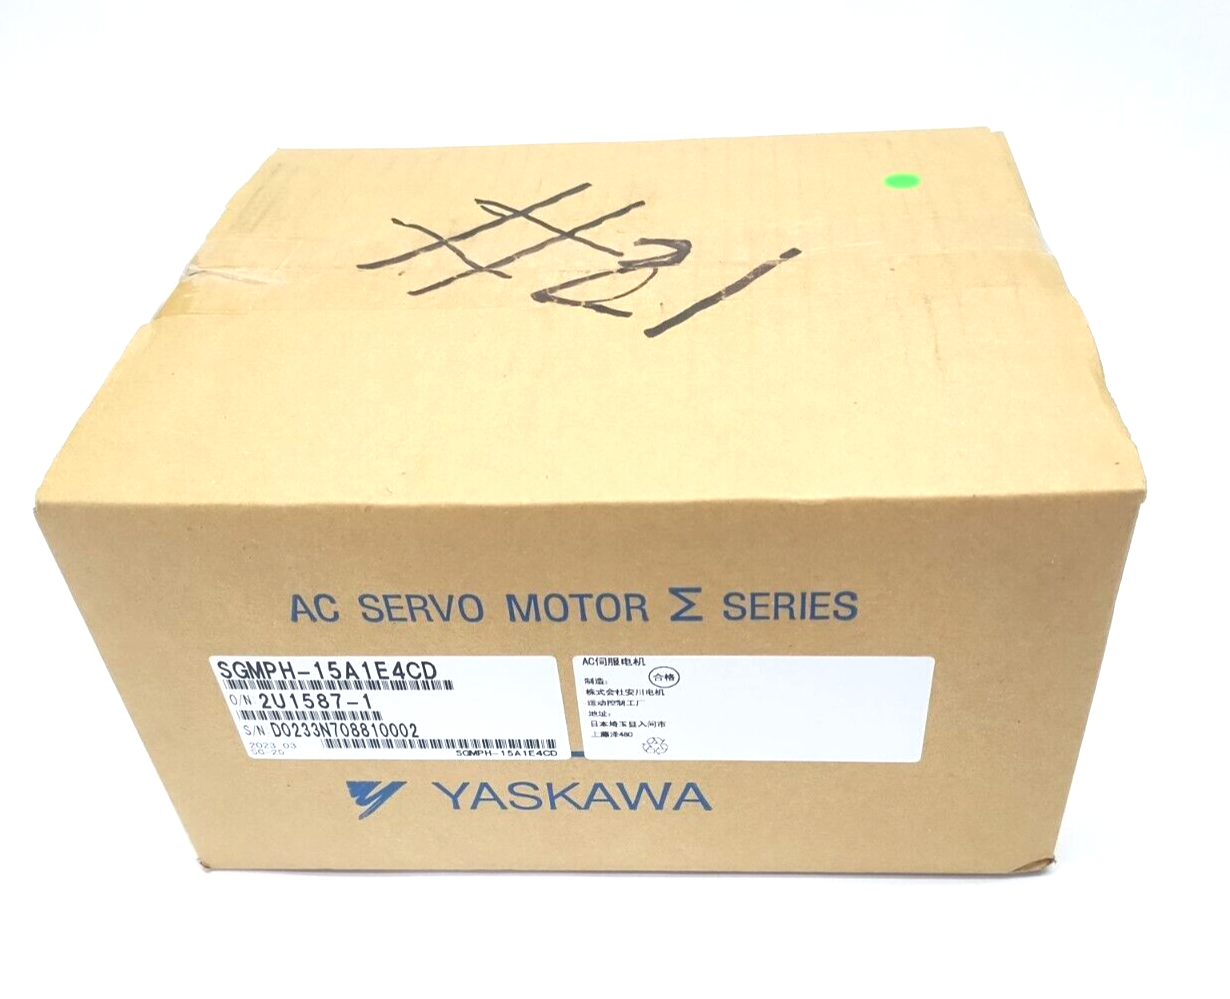 #21
AC SERVO MOTOR Σ SERIES
SGMPH-15A1E4CD
O/N 2U1587-1
S/N D0233N708810002
2023.03
SG-2S
SGMPH-15A1E4CD
AC伺服电机
合格
制造:
株式会社安川电机
运动控制工厂
地址:
日本埼玉县入间市
上藤泽480
YASKAWA